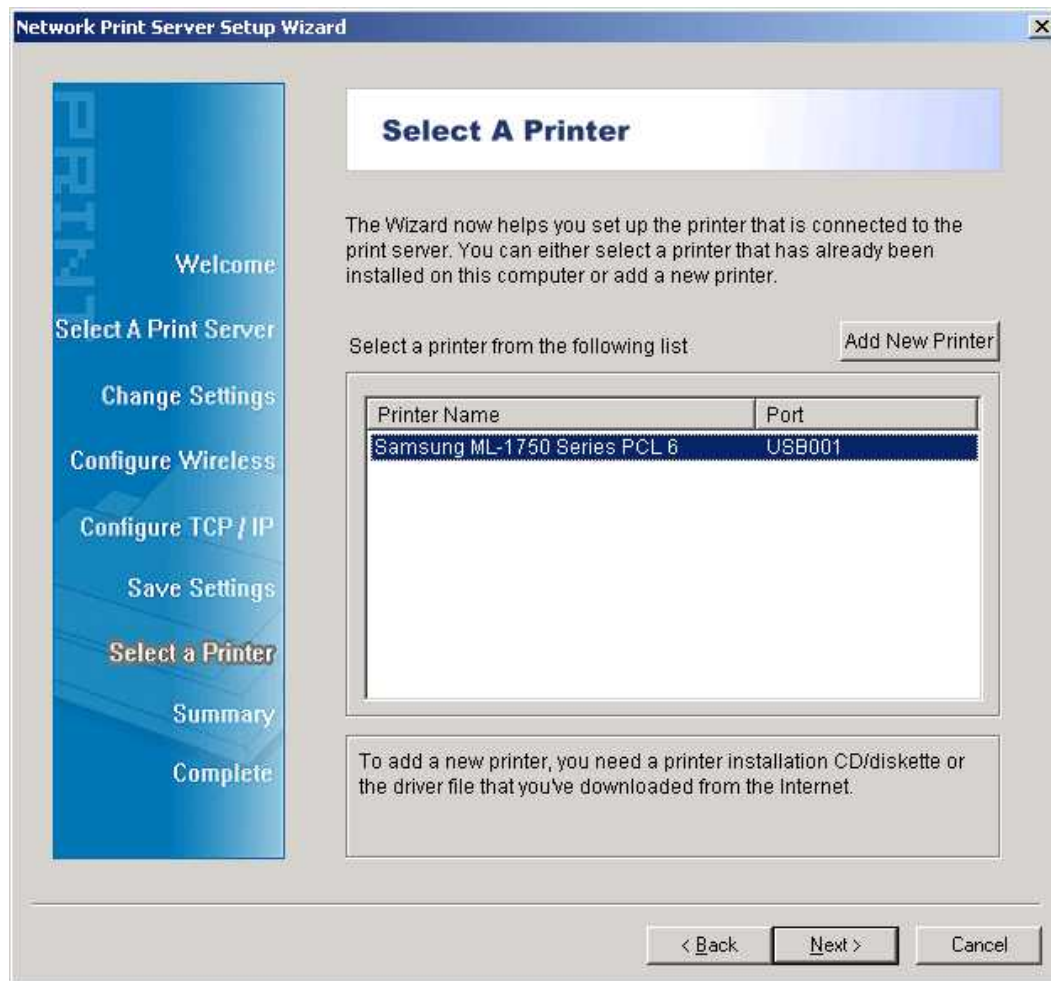 Network Print Server Setup Wizard
PRINT
Welcome
Select A Print Server
Change Settings
Configure Wireless
Configure TCP / IP
Save Settings
Select a Printer
Summary
Complete
Select A Printer
The Wizard now helps you set up the printer that is connected to the
print server. You can either select a printer that has already been
installed on this computer or add a new printer.
Select a printer from the following list
Add New Printer
Printer Name Port
Samsung ML-1750 Series PCL 6 USB001
To add a new printer, you need a printer installation CD/diskette or
the driver file that you've downloaded from the Internet.
< Back Next > Cancel